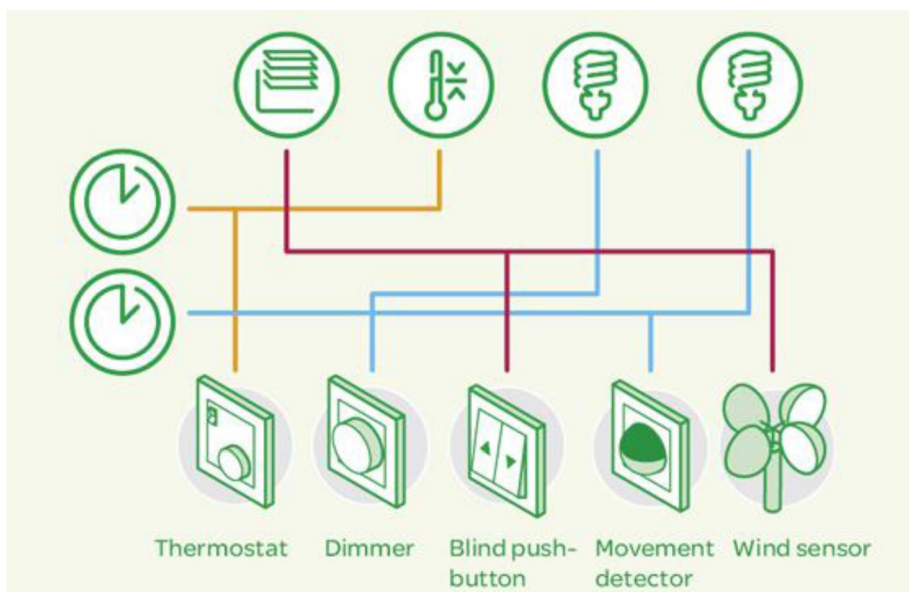 Thermostat
Dimmer
Blind push-
button
Movement
detector
Wind sensor